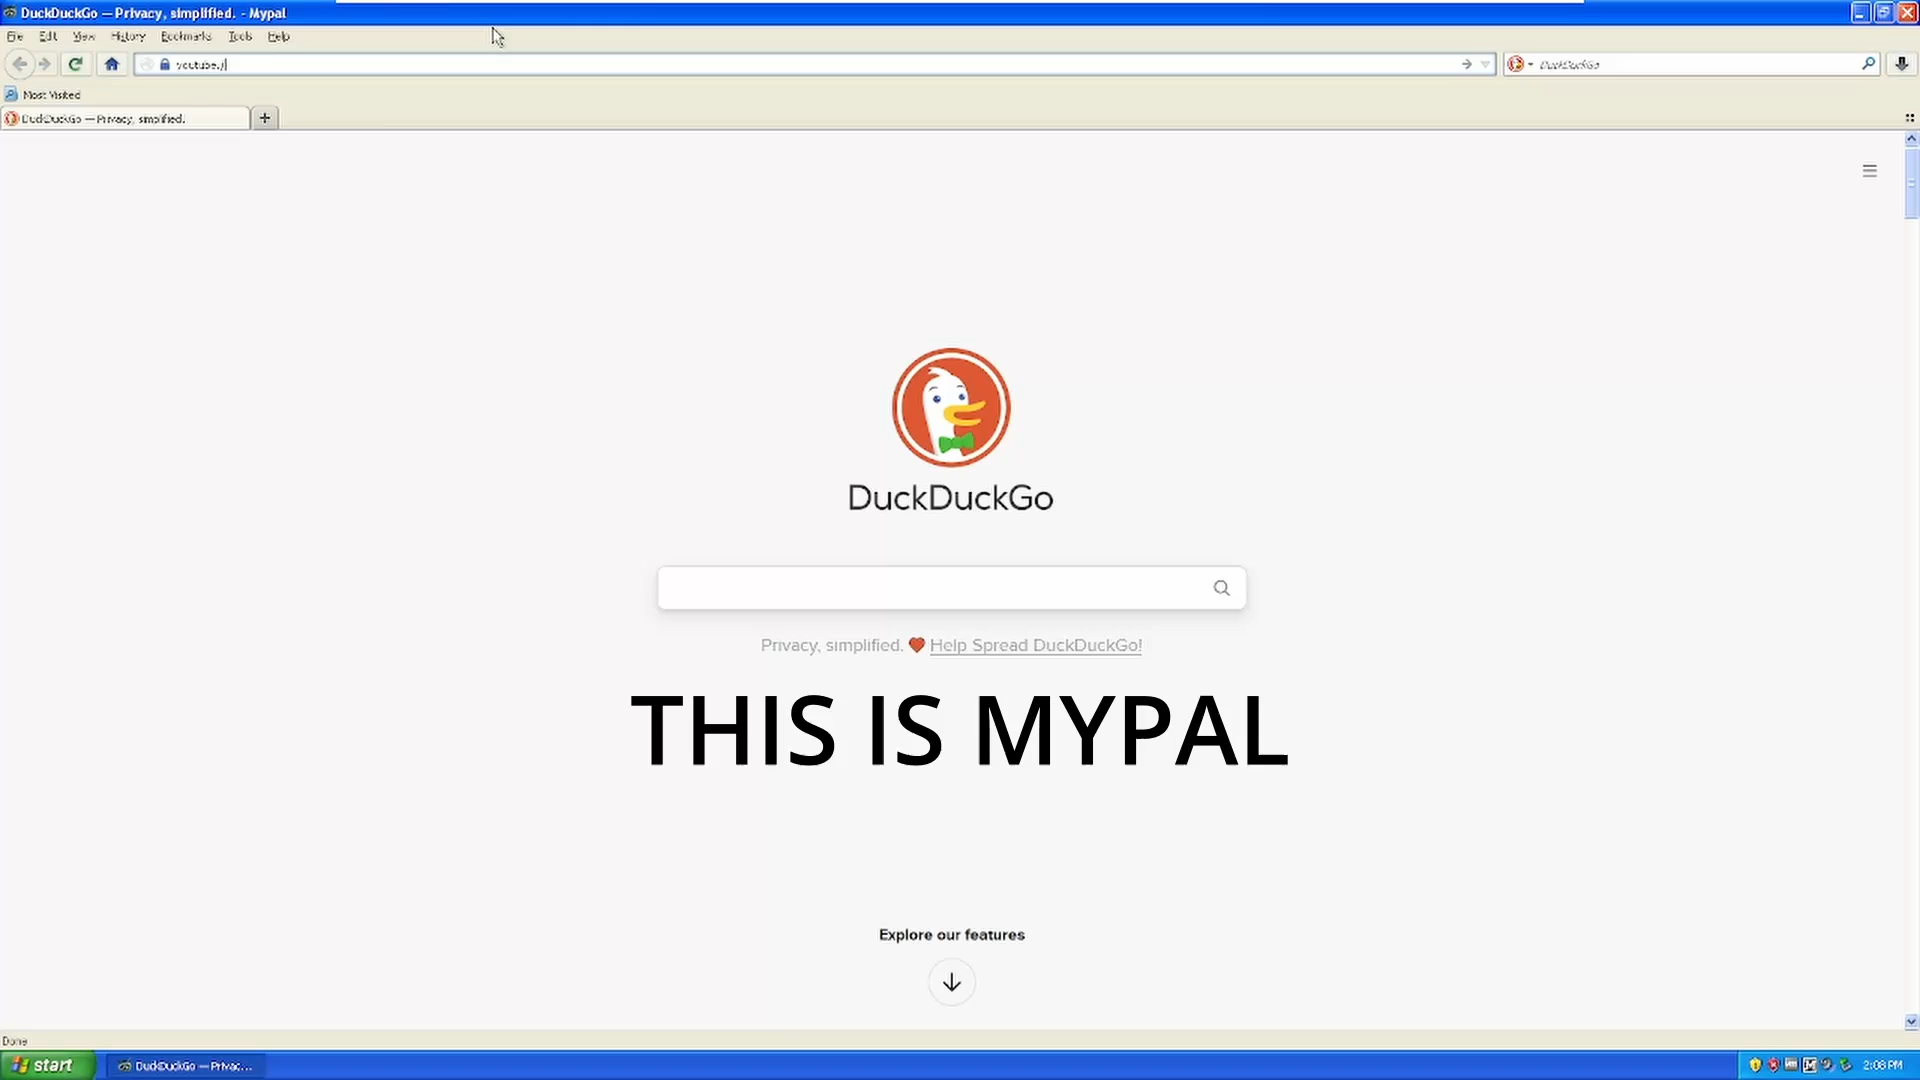 DuckDuckGo — Privacy, simplified. - Mypal
File Edit View History Bookmarks Tools Help
youtube./
DuckDuckGo
Most Visited
DuckDuckGo — Privacy, simplified.
DuckDuckGo
Privacy, simplified. Help Spread DuckDuckGo!
THIS IS MYPAL
Explore our features
Done
start DuckDuckGo — Privac... 2:08 PM